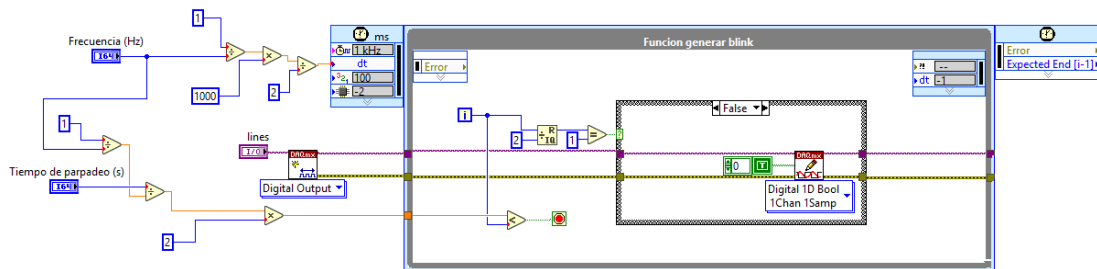 Frecuencia (Hz)
I64
1
1000
2
ms
1 kHz
dt
100
-2
Funcion generar blink
Error
--
dt -1
Error
Expected End [i-1]
i
2
R
IQ
1
=
?
False
lines
I/O
DAQmx
Digital Output
0
T
DAQmx
Digital 1D Bool
1Chan 1Samp
1
Tiempo de parpadeo (s)
I64
2
<